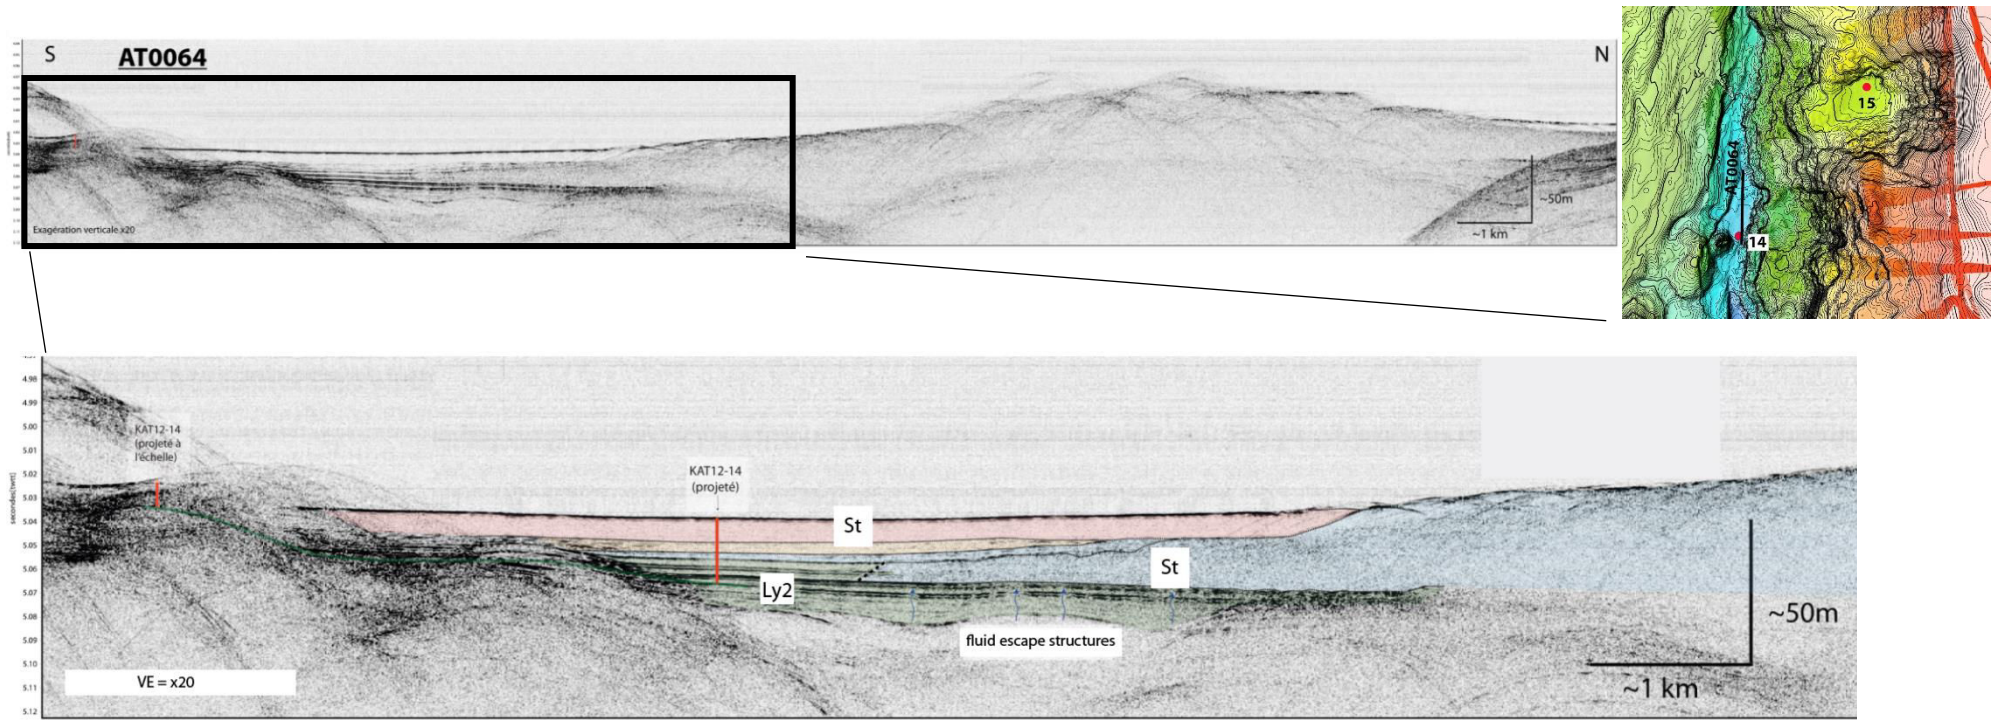 S
AT0064
N
Exagération verticale x20
~50m
~1 km
15
AT0064
14
4.98
4.99
5.00
5.01
5.02
5.03
5.04
5.05
5.06
5.07
5.08
5.09
5.10
5.11
5.12
secondes(twtt)
KAT12-14
(projeté à
l'échelle)
KAT12-14
(projeté)
St
St
Ly2
fluid escape structures
~50m
~1 km
VE = x20